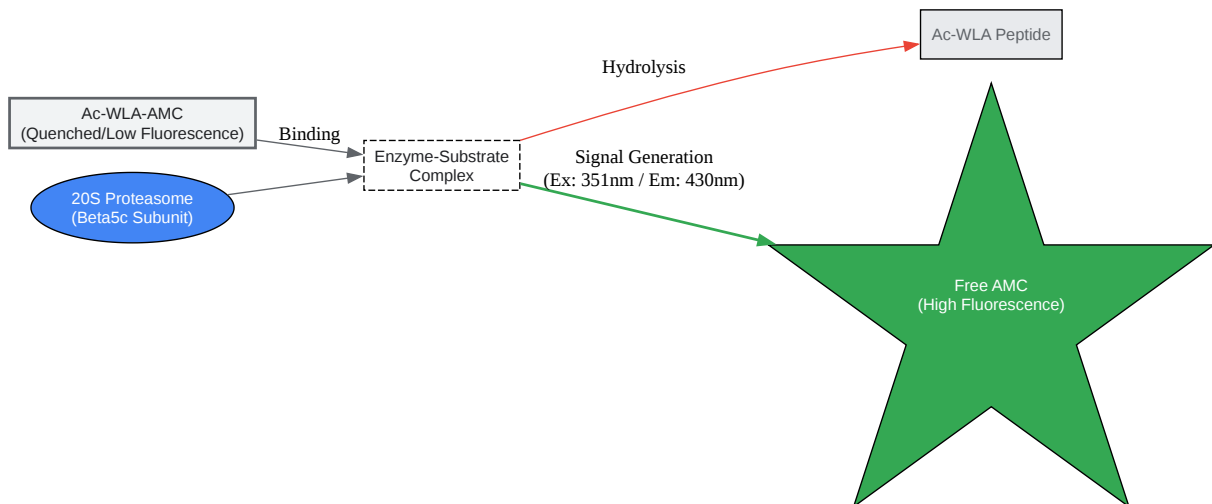 Ac-WLA Peptide
Hydrolysis
Ac-WLA-AMC
(Quenched/Low Fluorescence)
Binding
Enzyme-Substrate
Complex
Signal Generation
(Ex: 351nm / Em: 430nm)
20S Proteasome
(Beta5c Subunit)
Free AMC
(High Fluorescence)